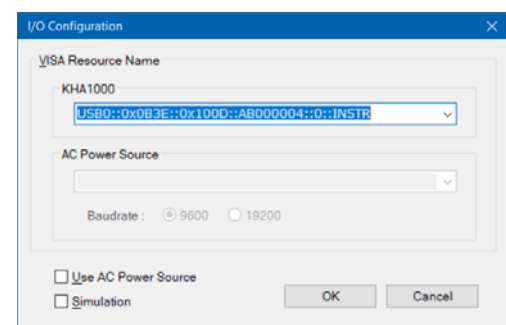 I/O Configuration
VISA Resource Name
KHA1000
USB0::0x0B3E::0x100D::AB000004::0::INSTR
AC Power Source
Baudrate : 9600 19200
Use AC Power Source
Simulation OK Cancel